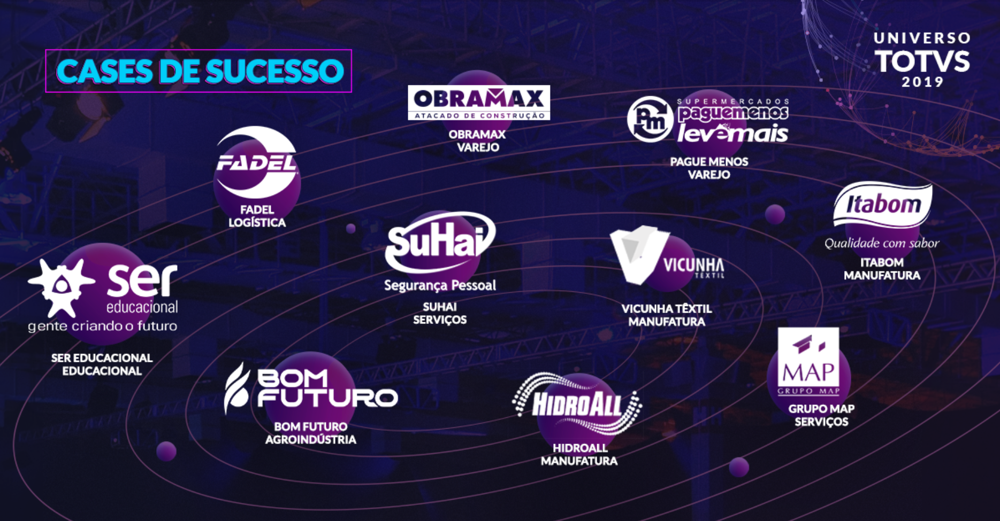 CASES DE SUCESSO
UNIVERSO
TOTVS
2019
OBRAMAX
ATACADO DE CONSTRUÇÃO
OBRAMAX
VAREJO
Pm
SUPERMERCADOS
paguemenos
levêmais
PAGUE MENOS
VAREJO
FADEL
FADEL
LOGÍSTICA
Itabom
Qualidade com sabor
ITABOM
MANUFATURA
SuHai
Segurança Pessoal
SUHAI
SERVIÇOS
VICUNHA
TÊXTIL
VICUNHA TÊXTIL
MANUFATURA
ser
educacional
gente criando o futuro
SER EDUCACIONAL
EDUCACIONAL
BOM
FUTURO
BOM FUTURO
AGROINDÚSTRIA
HIDROALL
HIDROALL
MANUFATURA
MAP
GRUPO MAP
GRUPO MAP
SERVIÇOS